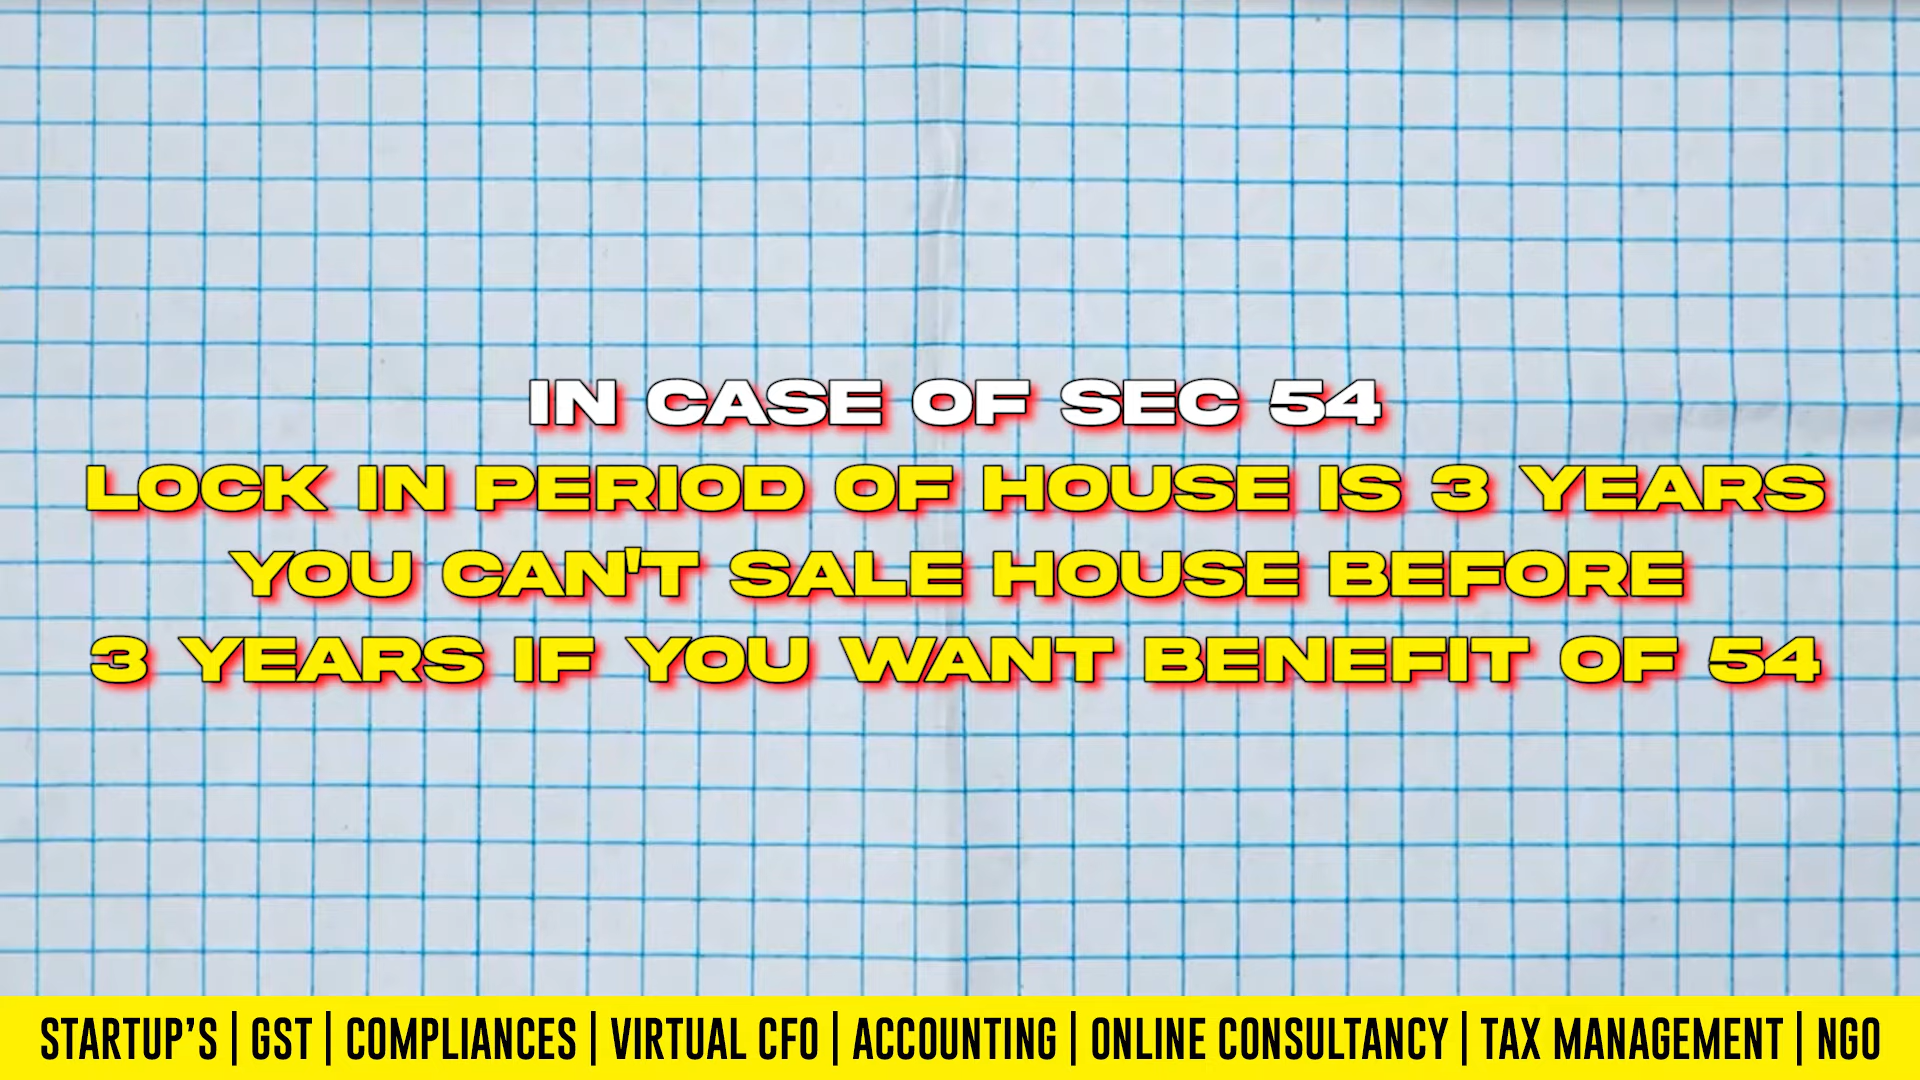 IN CASE OF SEC 54
LOCK IN PERIOD OF HOUSE IS 3 YEARS
YOU CAN'T SALE HOUSE BEFORE
3 YEARS IF YOU WANT BENEFIT OF 54
STARTUP’S | GST | COMPLIANCES | VIRTUAL CFO | ACCOUNTING | ONLINE CONSULTANCY | TAX MANAGEMENT | NGO